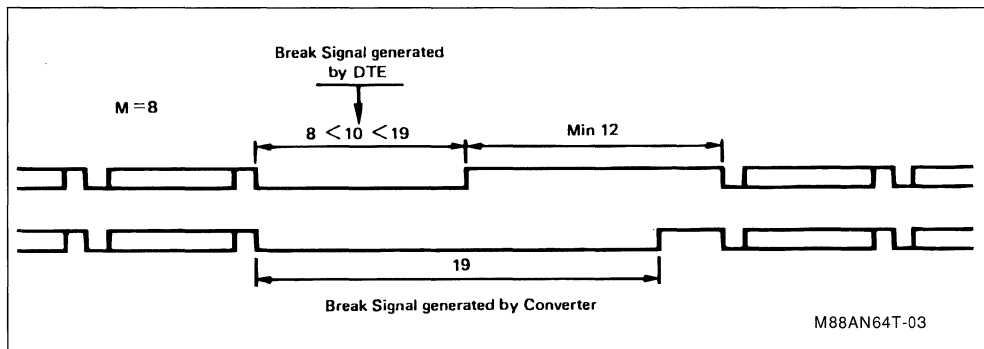 Break Signal generated
by DTE
M = 8
8 < 10 < 19
Min 12
19
Break Signal generated by Converter
M88AN64T-03